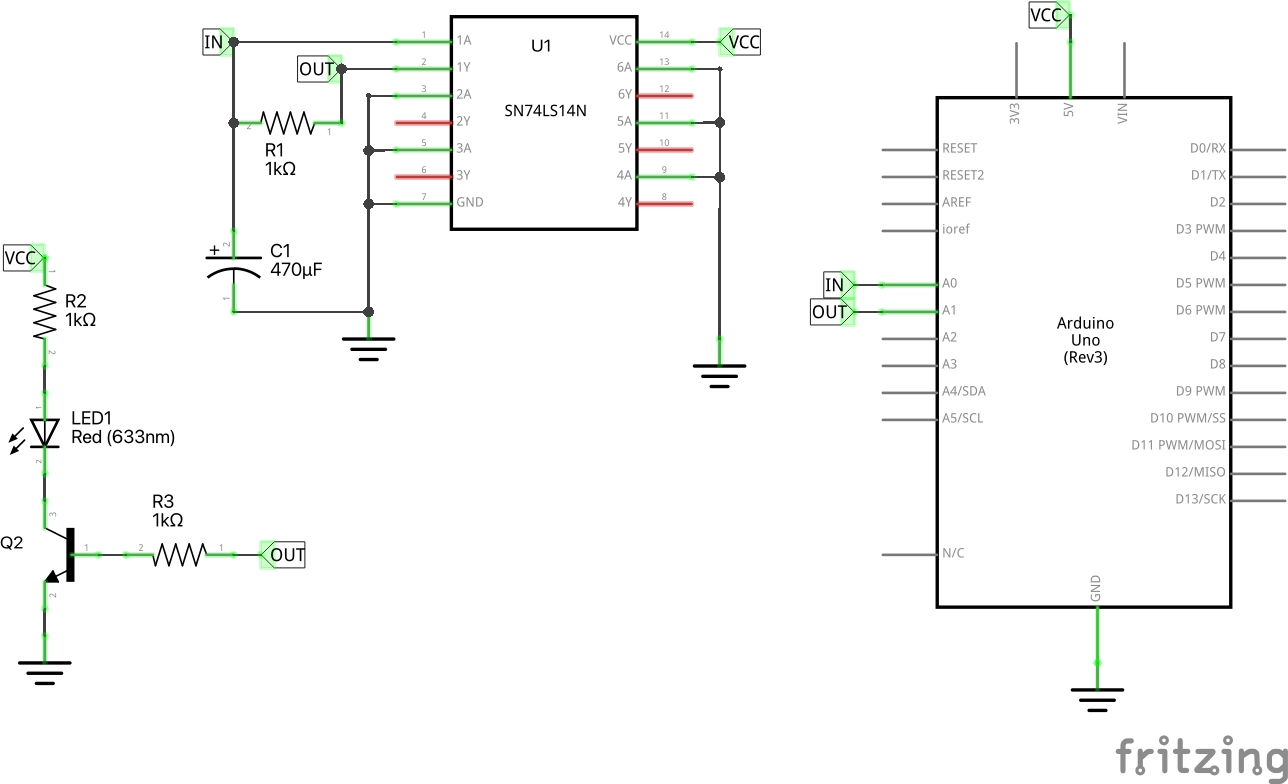 IN
OUT
U1
SN74LS14N
1 1A
2 1Y
3 2A
4 2Y
5 3A
6 3Y
7 GND
VCC 14
6A 13
6Y 12
5A 11
5Y 10
4A 9
4Y 8
VCC
2 1
R1
1kΩ
+ 2
C1
470µF
1
VCC
1
R2
1kΩ
2
1
LED1
Red (633nm)
2
3
Q2
1
2
R3
1kΩ
2 1
OUT
VCC
3V3 5V VIN
RESET
RESET2
AREF
ioref
IN
A0
OUT
A1
A2
A3
A4/SDA
A5/SCL
N/C
Arduino
Uno
(Rev3)
D0/RX
D1/TX
D2
D3 PWM
D4
D5 PWM
D6 PWM
D7
D8
D9 PWM
D10 PWM/SS
D11 PWM/MOSI
D12/MISO
D13/SCK
GND
fritzing